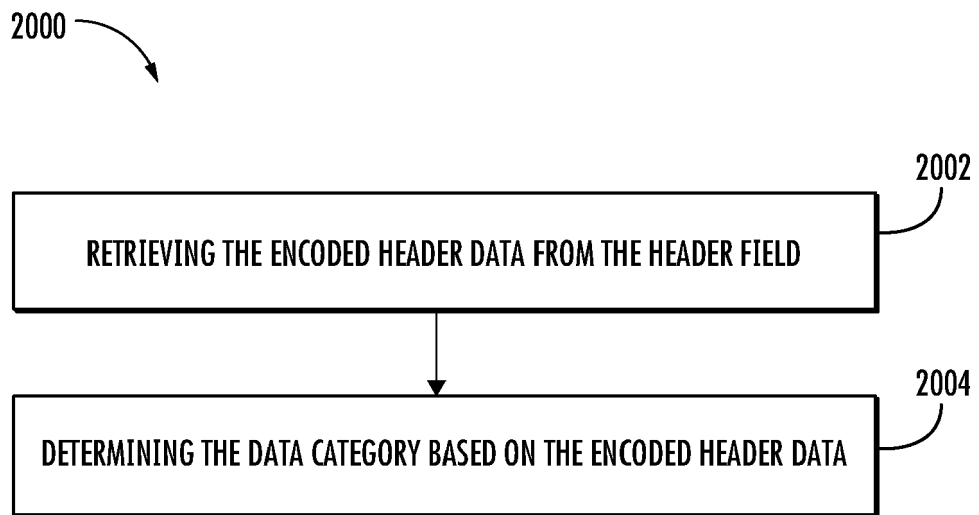 2000
2002
RETRIEVING THE ENCODED HEADER DATA FROM THE HEADER FIELD
2004
DETERMINING THE DATA CATEGORY BASED ON THE ENCODED HEADER DATA